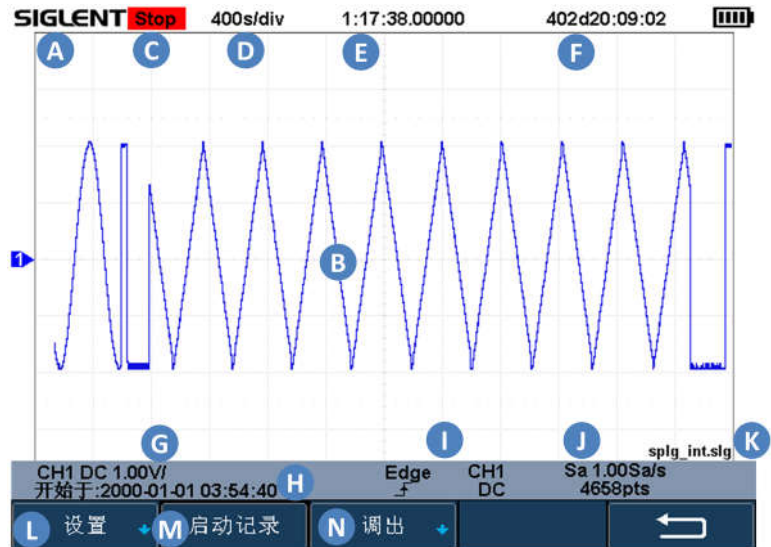 SIGLENT Stop 400s/div 1:17:38.00000 402d20:09:02
A C D E F
1 B
G I J K
splg_int.slg
CH1 DC 1.00V/ Edge CH1 Sa 1.00Sa/s
开始于:2000-01-01 03:54:40 H DC 4658pts
L 设置 M 启动记录 N 调出